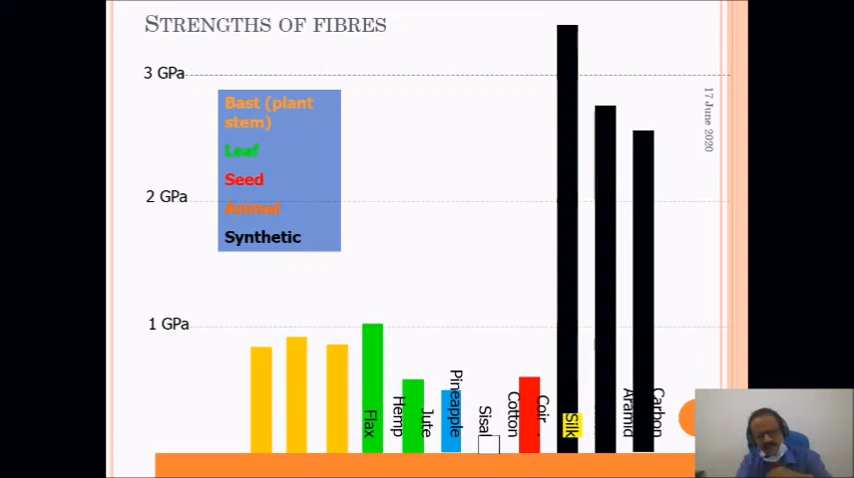 STRENGTHS OF FIBRES
3 GPa
Bast (plant
stem)
Leaf
Seed
Animal
Synthetic
2 GPa
1 GPa
17 June 2020
Flax
Hemp
Jute
Pineapple
Sisal
Cotton
Coir
Silk
Aramid
Carbon